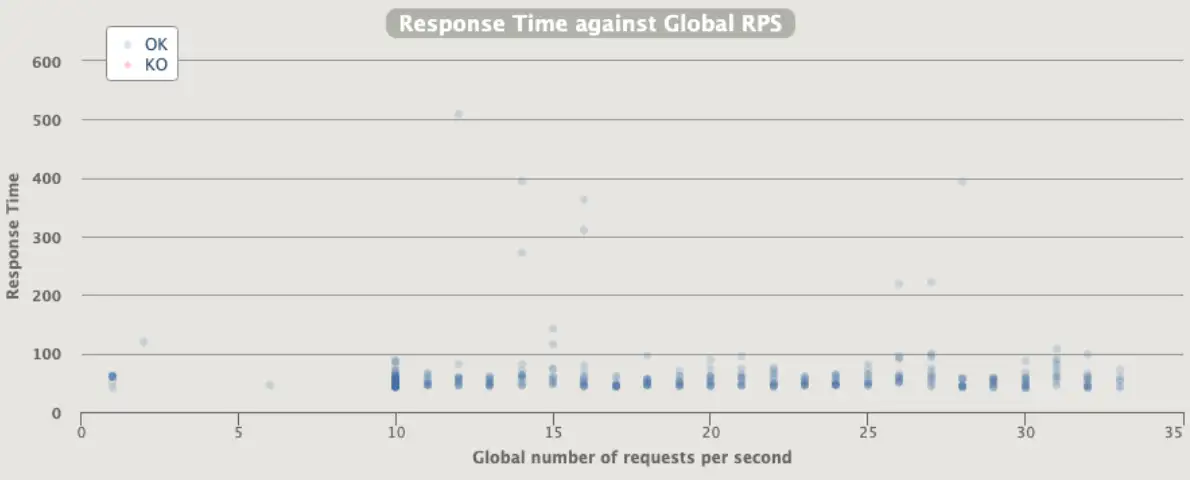 Response Time against Global RPS
OK
KO
600
500
400
300
200
100
0
Response Time
0 5 10 15 20 25 30 35
Global number of requests per second